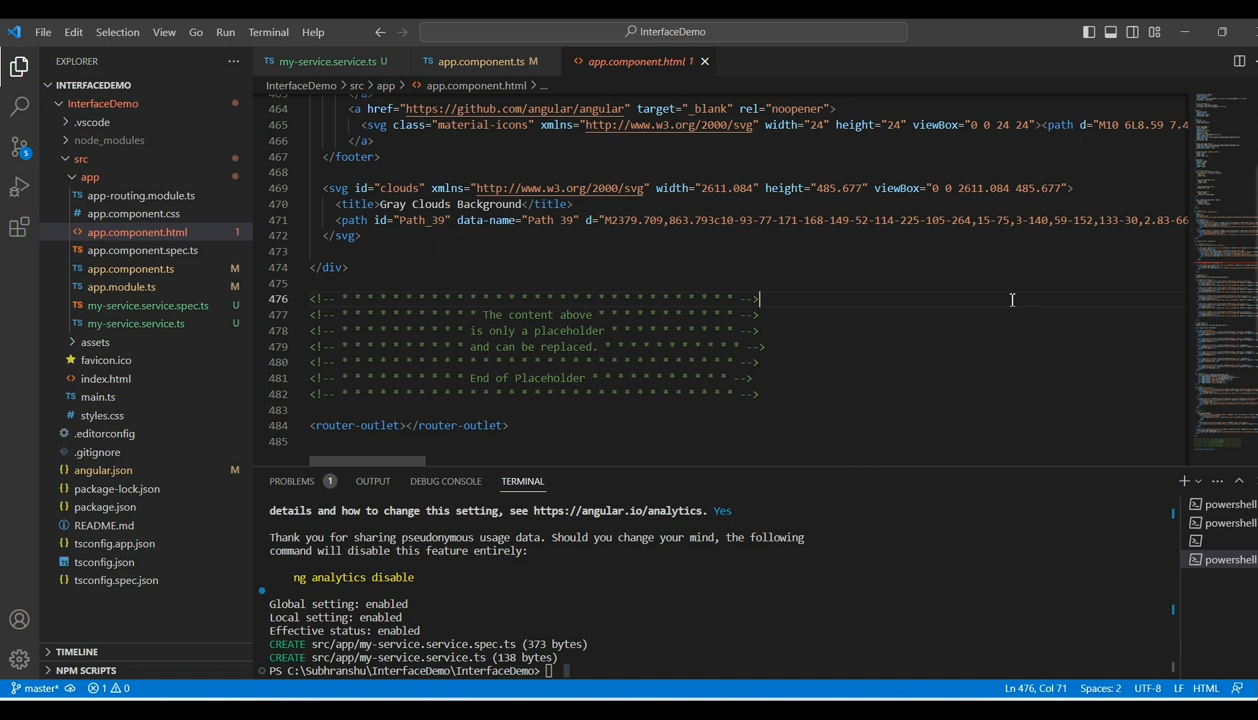 File Edit Selection View Go Run Terminal Help
InterfaceDemo
EXPLORER
INTERFACEDEMO
InterfaceDemo
.vscode
node_modules
src
app
app-routing.module.ts
# app.component.css
<> app.component.html 1
TS app.component.spec.ts
TS app.component.ts M
TS app.module.ts M
TS my-service.service.spec.ts U
TS my-service.service.ts U
assets
favicon.ico
<> index.html
TS main.ts
# styles.css
.editorconfig
.gitignore
{} angular.json M
{} package-lock.json
{} package.json
README.md
{} tsconfig.app.json
tsconfig.json
{} tsconfig.spec.json
TIMELINE
NPM SCRIPTS
5
TS my-service.service.ts U
TS app.component.ts M
<> app.component.html 1
InterfaceDemo > src > app > <> app.component.html > ...
464 <a href="https://github.com/angular/angular" target="_blank" rel="noopener">
465 <svg class="material-icons" xmlns="http://www.w3.org/2000/svg" width="24" height="24" viewBox="0 0 24 24"><path d="M10 6L8.59 7.4
466 </a>
467 </footer>
468
469 <svg id="clouds" xmlns="http://www.w3.org/2000/svg" width="2611.084" height="485.677" viewBox="0 0 2611.084 485.677">
470 <title>Gray Clouds Background</title>
471 <path id="Path_39" data-name="Path 39" d="M2379.709,863.793c10-93-77-171-168-149-52-114-225-105-264,15-75,3-140,59-152,133-30,2.83-66
472 </svg>
473
474 </div>
475
476 <!-- * * * * * * * * * * * * * * * * * * * * * * * * * * * * * * * -->
477 <!-- * * * * * * * * * * * The content above * * * * * * * * * * * -->
478 <!-- * * * * * * * * * * is only a placeholder * * * * * * * * * * -->
479 <!-- * * * * * * * * * * and can be replaced. * * * * * * * * * * * -->
480 <!-- * * * * * * * * * * * * * * * * * * * * * * * * * * * * * * * -->
481 <!-- * * * * * * * * * * End of Placeholder * * * * * * * * * * * -->
482 <!-- * * * * * * * * * * * * * * * * * * * * * * * * * * * * * * * -->
483
484 <router-outlet></router-outlet>
485
PROBLEMS 1 OUTPUT DEBUG CONSOLE TERMINAL
details and how to change this setting, see https://angular.io/analytics. Yes
Thank you for sharing pseudonymous usage data. Should you change your mind, the following
command will disable this feature entirely:
ng analytics disable
Global setting: enabled
Local setting: enabled
Effective status: enabled
CREATE src/app/my-service.service.spec.ts (373 bytes)
CREATE src/app/my-service.service.ts (138 bytes)
PS C:\Subhranshu\InterfaceDemo\InterfaceDemo>
powershell
powershell
powershell
master* 1 0
Ln 476, Col 71 Spaces: 2 UTF-8 LF HTML